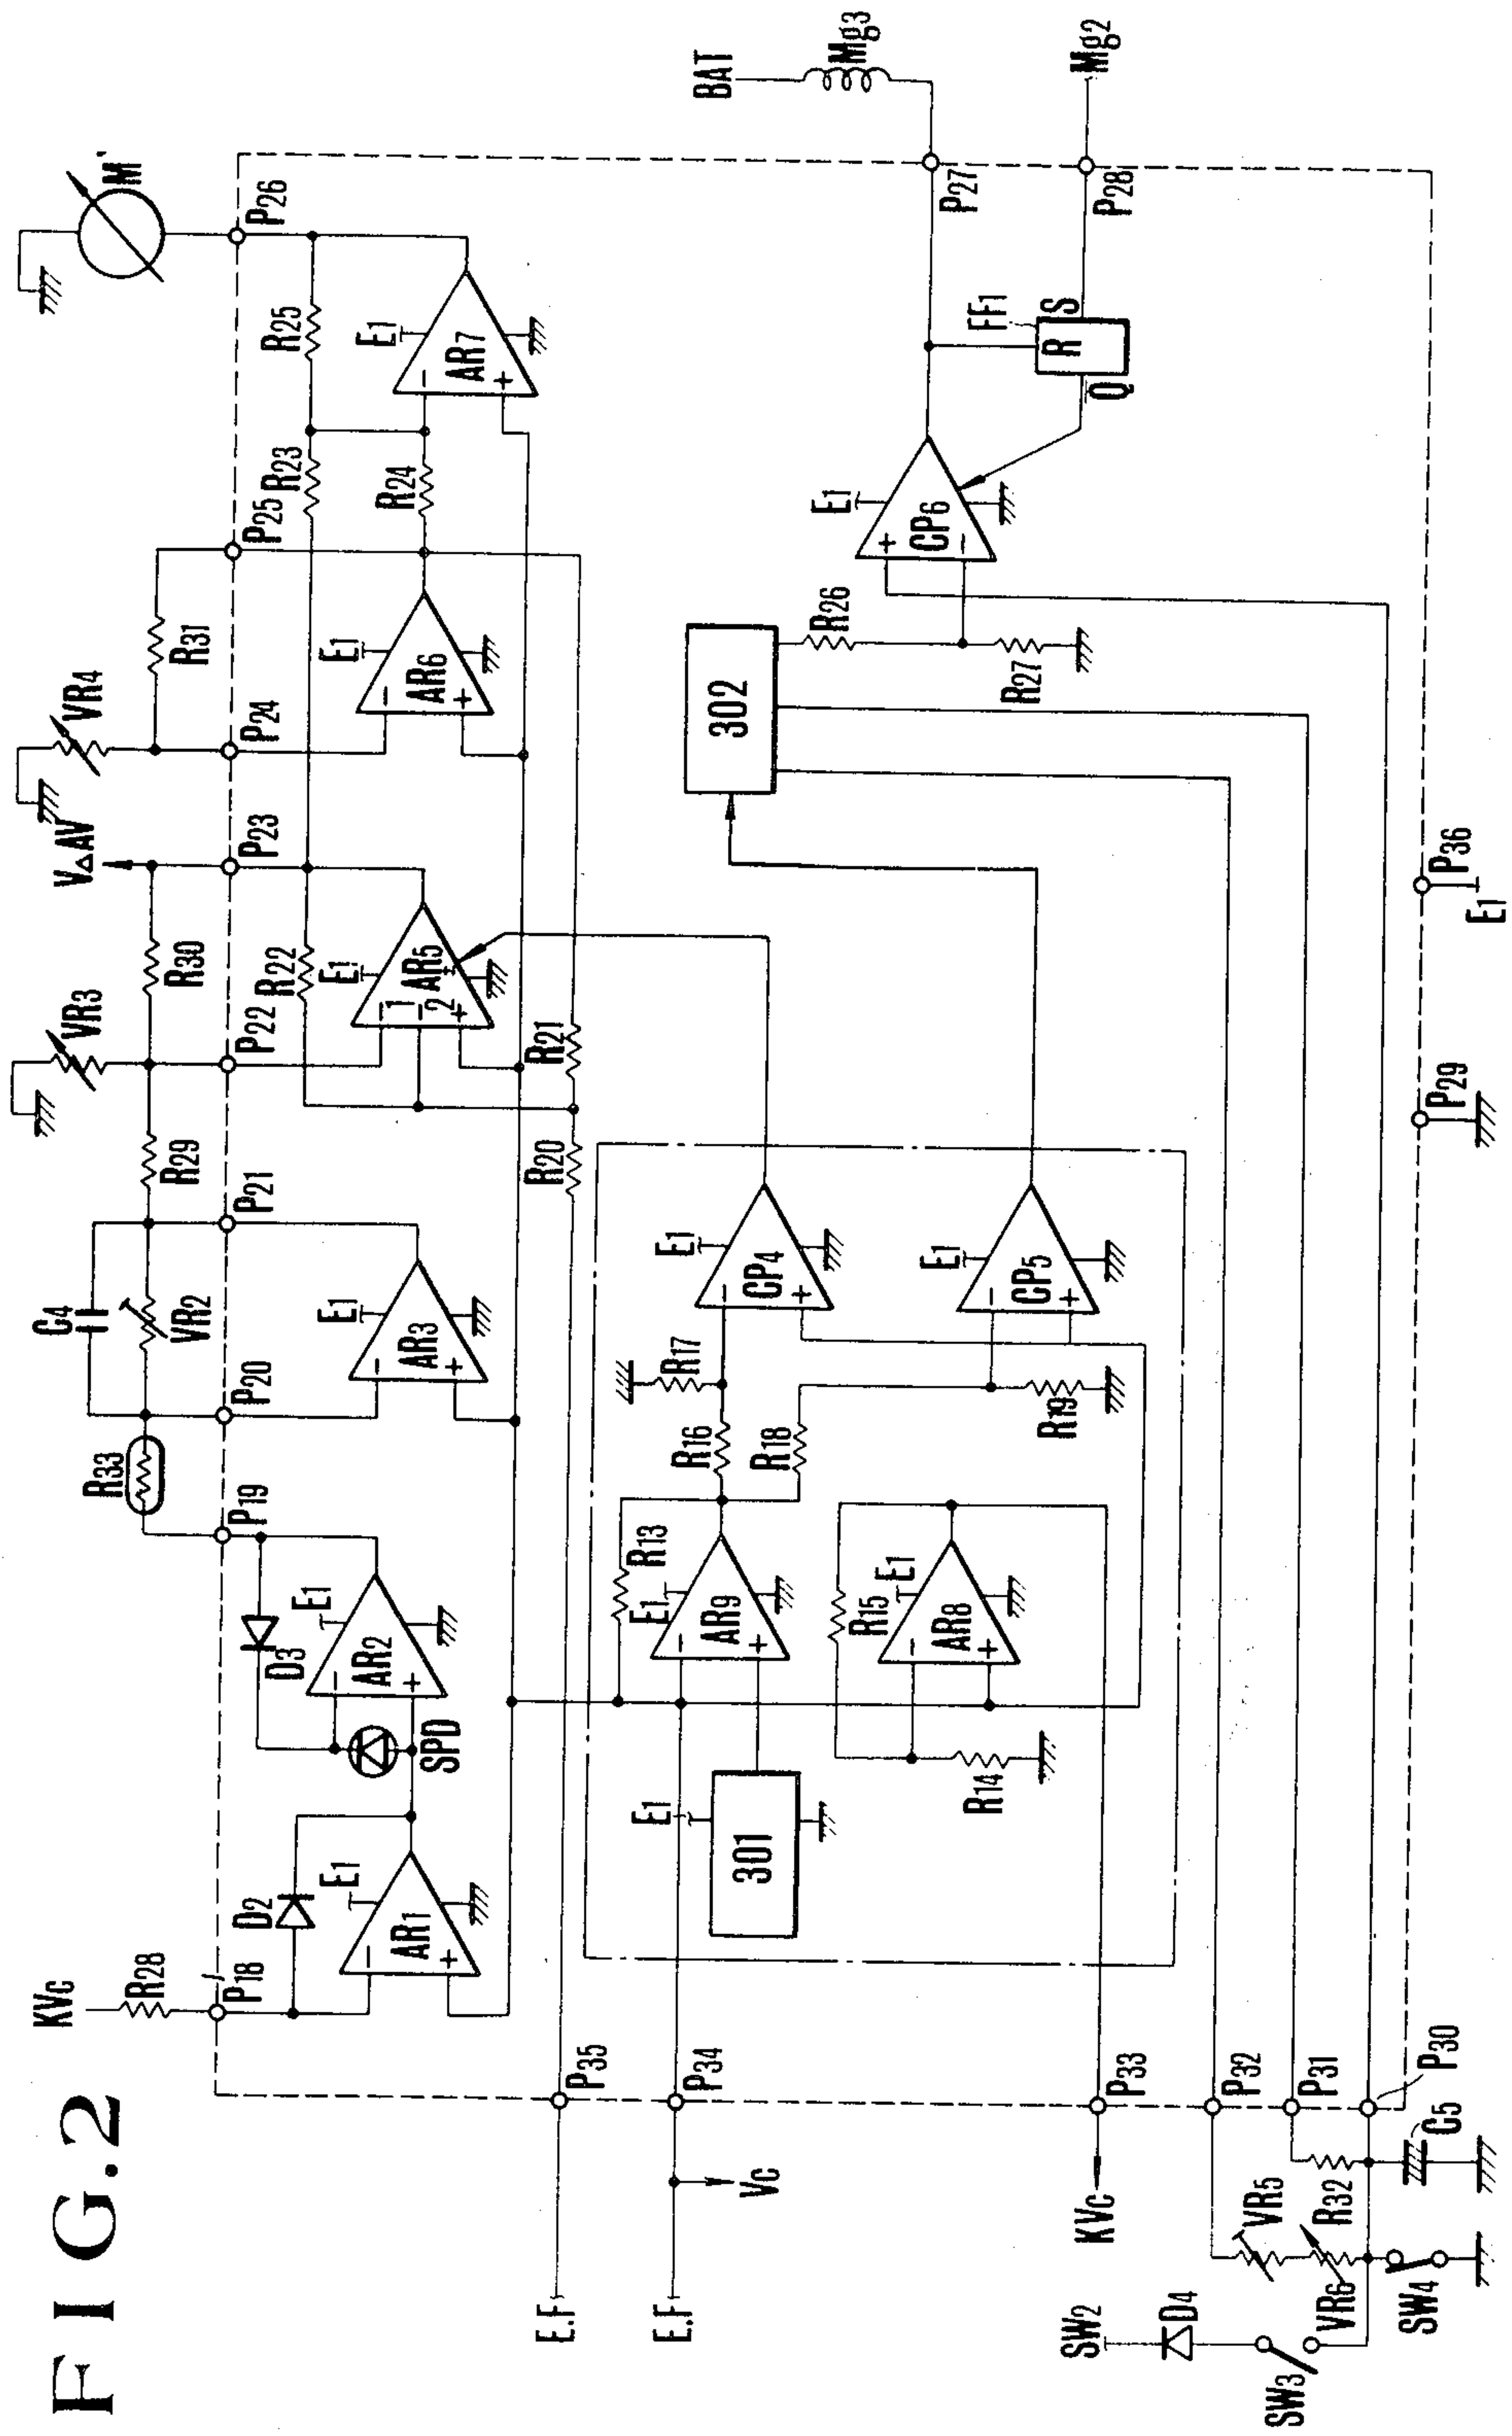 FIG.2
KVC
R28
P18
D2
E1
AR1
D3
E1
AR2
SPD
P19
R33
P20
C4
VR2
P21
E1
AR3
R29
VR3
P22
R30
R22
E1
AR5
1
2
V△AV
P23
VR4
P24
R31
P25
E1
AR6
R23
R24
R25
E1
AR7
P26
M'
R20
R21
E.F
P35
E.F
P34
VC
E1
301
R13
E1
AR9
R16
R17
R18
R19
E1
CP4
E1
CP5
R14
R15
E1
AR8
302
R26
R27
E1
CP6
FF1
R
S
Q
P27
P28
BAT
Mg3
Mg2
KVC
P33
P32
P31
P30
VR5
R32
C5
SW2
D4
VR6
SW3
SW4
P29
P36
E1